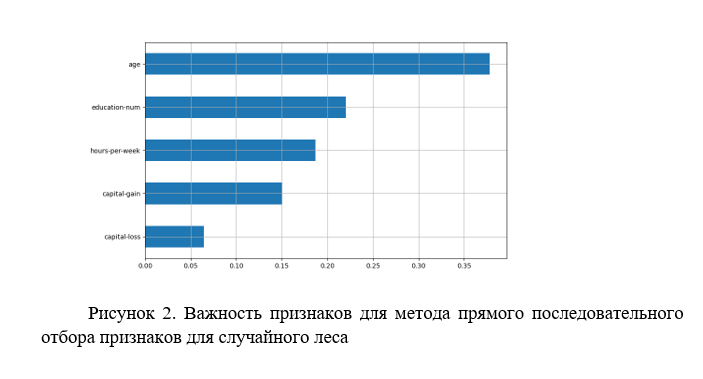 age
education-num
hours-per-week
capital-gain
capital-loss
0.00 0.05 0.10 0.15 0.20 0.25 0.30 0.35
Рисунок 2. Важность признаков для метода прямого последовательного
отбора признаков для случайного леса